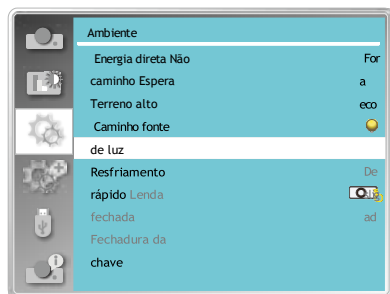 Ambiente
Energia direta Não For
caminho Espera a
Terreno alto eco
Caminho fonte
de luz
Resfriamento De
rápido Lenda
fechada ad
Fechadura da
chave